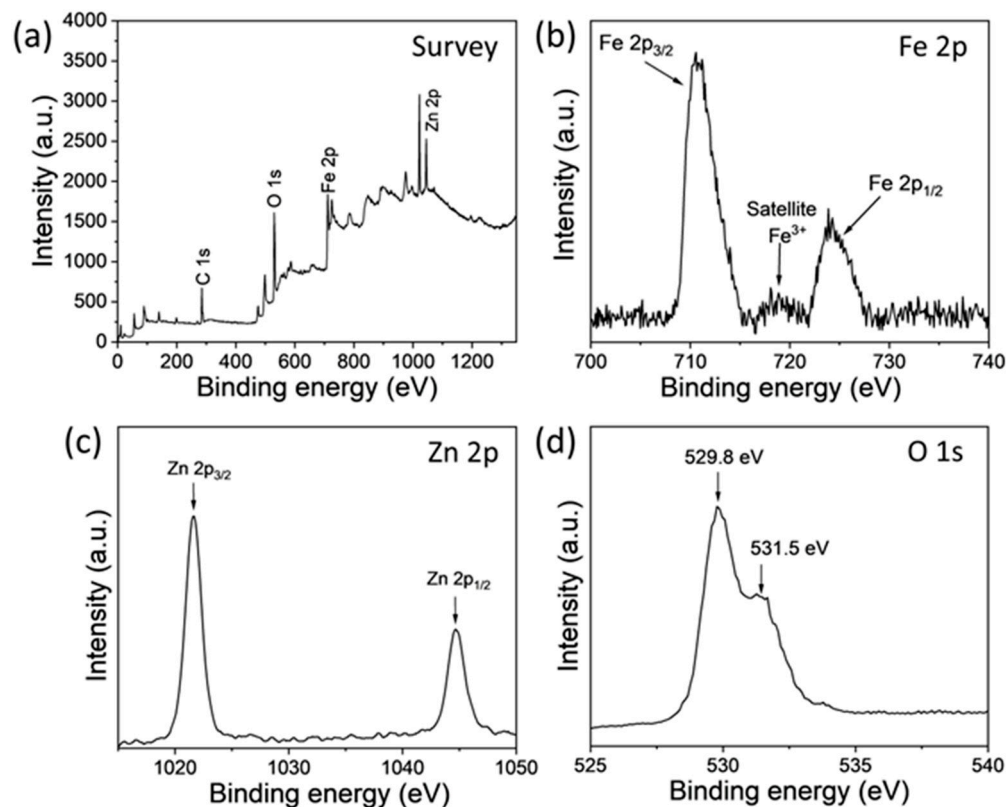 (a)
Survey
4000
3500
3000
2500
2000
1500
1000
500
0
C 1s
O 1s
Fe 2p
Zn 2p
0 200 400 600 800 1000 1200
Intensity (a.u.)
Binding energy (eV)
(b)
Fe 2p
Fe 2p3/2
Satellite
Fe3+
Fe 2p1/2
700 710 720 730 740
Intensity (a.u.)
Binding energy (eV)
(c)
Zn 2p
Zn 2p3/2
Zn 2p1/2
1020 1030 1040 1050
Intensity (a.u.)
Binding energy (eV)
(d)
O 1s
529.8 eV
531.5 eV
525 530 535 540
Intensity (a.u.)
Binding energy (eV)